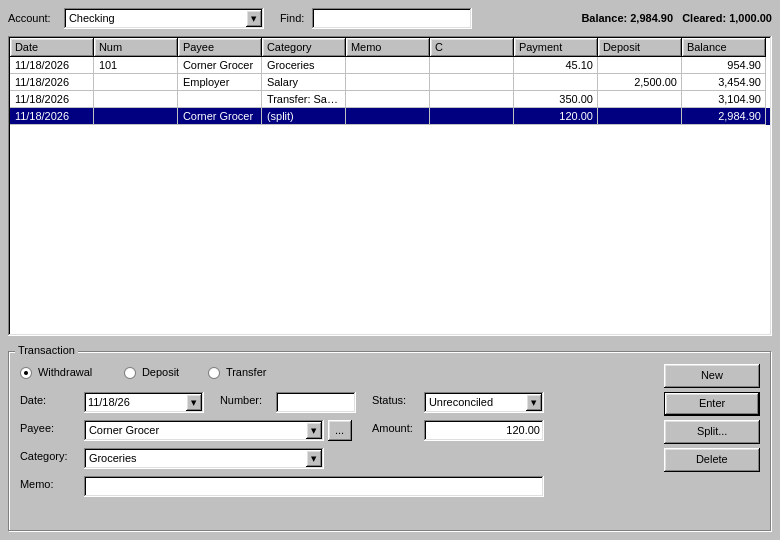 Account: Checking Find: Balance: 2,984.90 Cleared: 1,000.00
Date Num Payee Category Memo C Payment Deposit Balance
11/18/2026 101 Corner Grocer Groceries 45.10 954.90
11/18/2026 Employer Salary 2,500.00 3,454.90
11/18/2026 Transfer: Sa… 350.00 3,104.90
11/18/2026 Corner Grocer (split) 120.00 2,984.90
Transaction
Withdrawal Deposit Transfer New
Date: 11/18/26 Number: Status: Unreconciled Enter
Payee: Corner Grocer ... Amount: 120.00 Split...
Category: Groceries Delete
Memo: